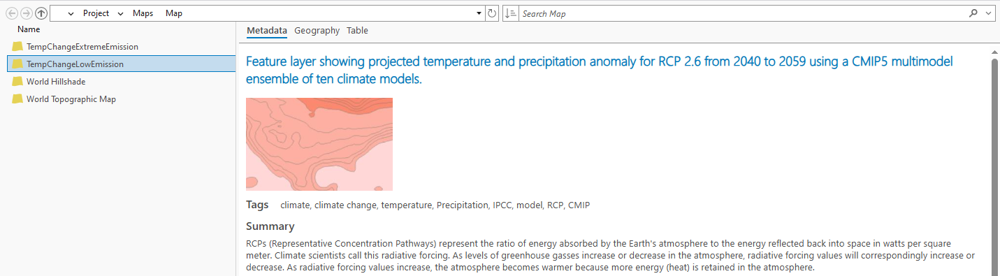 Project Maps Map
Search Map
Name
TempChangeExtremeEmission
TempChangeLowEmission
World Hillshade
World Topographic Map
Metadata Geography Table
Feature layer showing projected temperature and precipitation anomaly for RCP 2.6 from 2040 to 2059 using a CMIP5 multimodel
ensemble of ten climate models.
Tags climate, climate change, temperature, Precipitation, IPCC, model, RCP, CMIP
Summary
RCPs (Representative Concentration Pathways) represent the ratio of energy absorbed by the Earth's atmosphere to the energy reflected back into space in watts per square
meter. Climate scientists call this radiative forcing. As levels of greenhouse gasses increase or decrease in the atmosphere, radiative forcing values will correspondingly increase or
decrease. As radiative forcing values increase, the atmosphere becomes warmer because more energy (heat) is retained in the atmosphere.